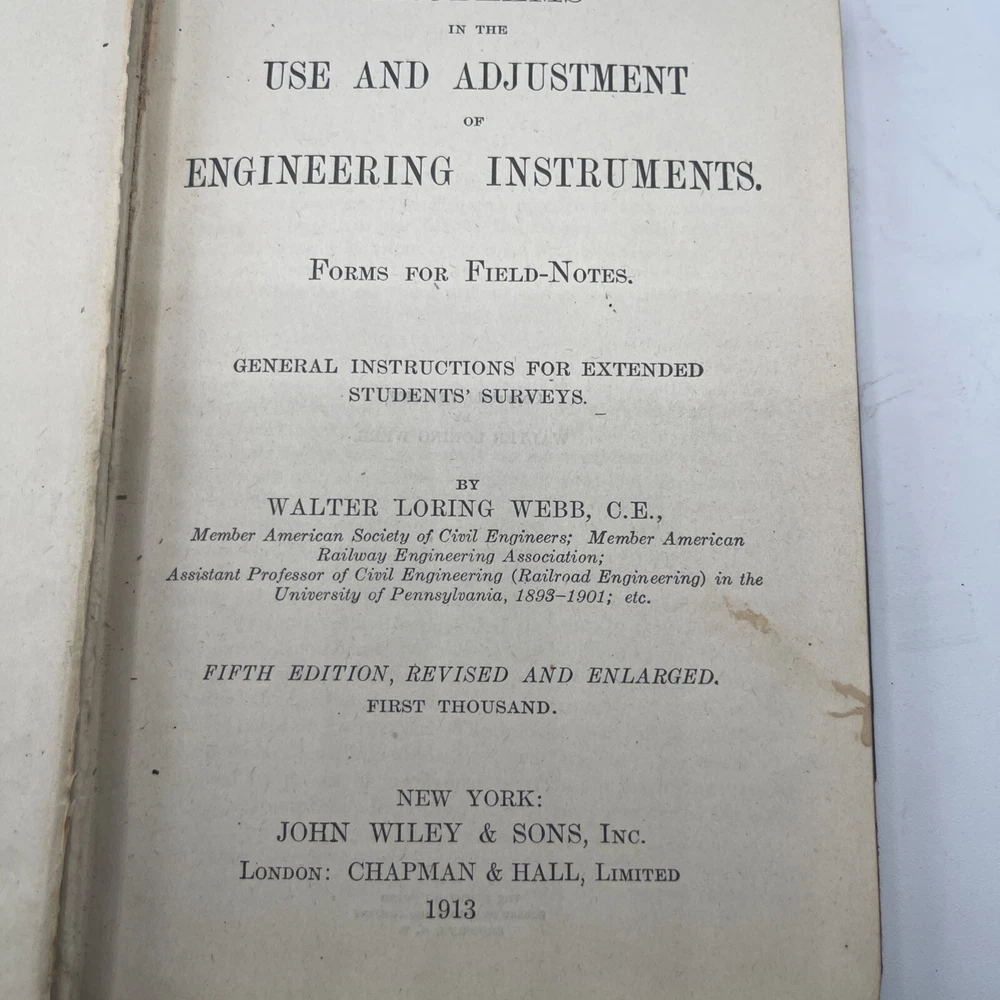 IN THE
USE AND ADJUSTMENT
OF
ENGINEERING INSTRUMENTS.
FORMS FOR FIELD-NOTES.
GENERAL INSTRUCTIONS FOR EXTENDED
STUDENTS' SURVEYS.
BY
WALTER LORING WEBB, C.E.,
Member American Society of Civil Engineers; Member American
Railway Engineering Association;
Assistant Professor of Civil Engineering (Railroad Engineering) in the
University of Pennsylvania, 1893–1901; etc.
FIFTH EDITION, REVISED AND ENLARGED.
FIRST THOUSAND.
NEW YORK:
JOHN WILEY & SONS, INC.
LONDON: CHAPMAN & HALL, LIMITED
1913